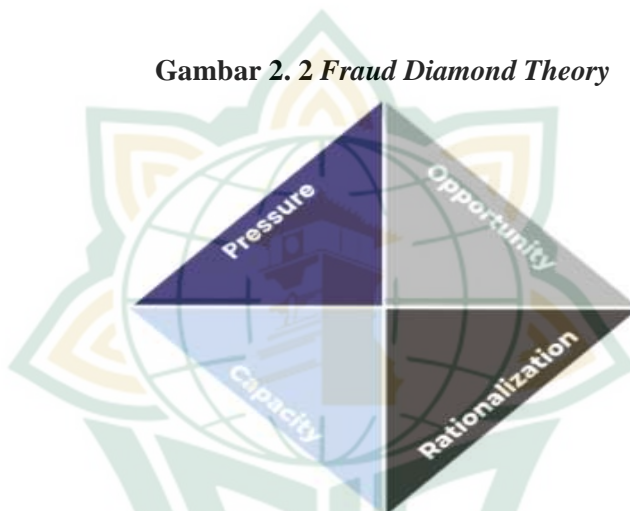 Gambar 2. 2 Fraud Diamond Theory
Pressure
Opportunity
Capacity
Rationalization